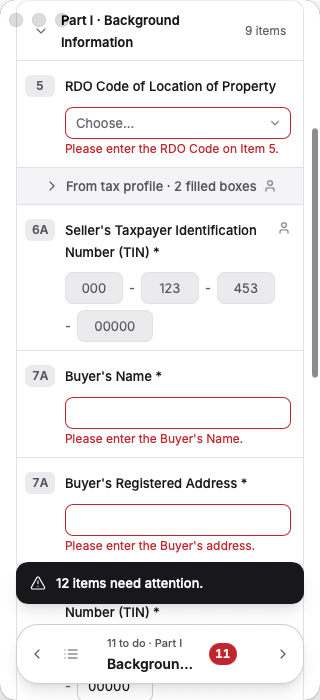 Part I · Background
Information
9 items
5
RDO Code of Location of Property
Choose...
Please enter the RDO Code on Item 5.
From tax profile · 2 filled boxes
6A
Seller's Taxpayer Identification
Number (TIN) *
000 - 123 - 453
- 00000
7A
Buyer's Name *
Please enter the Buyer's Name.
7A
Buyer's Registered Address *
Please enter the Buyer's address.
12 items need attention.
Number (TIN) *
11 to do · Part I
Backgroun...
11
- 00000